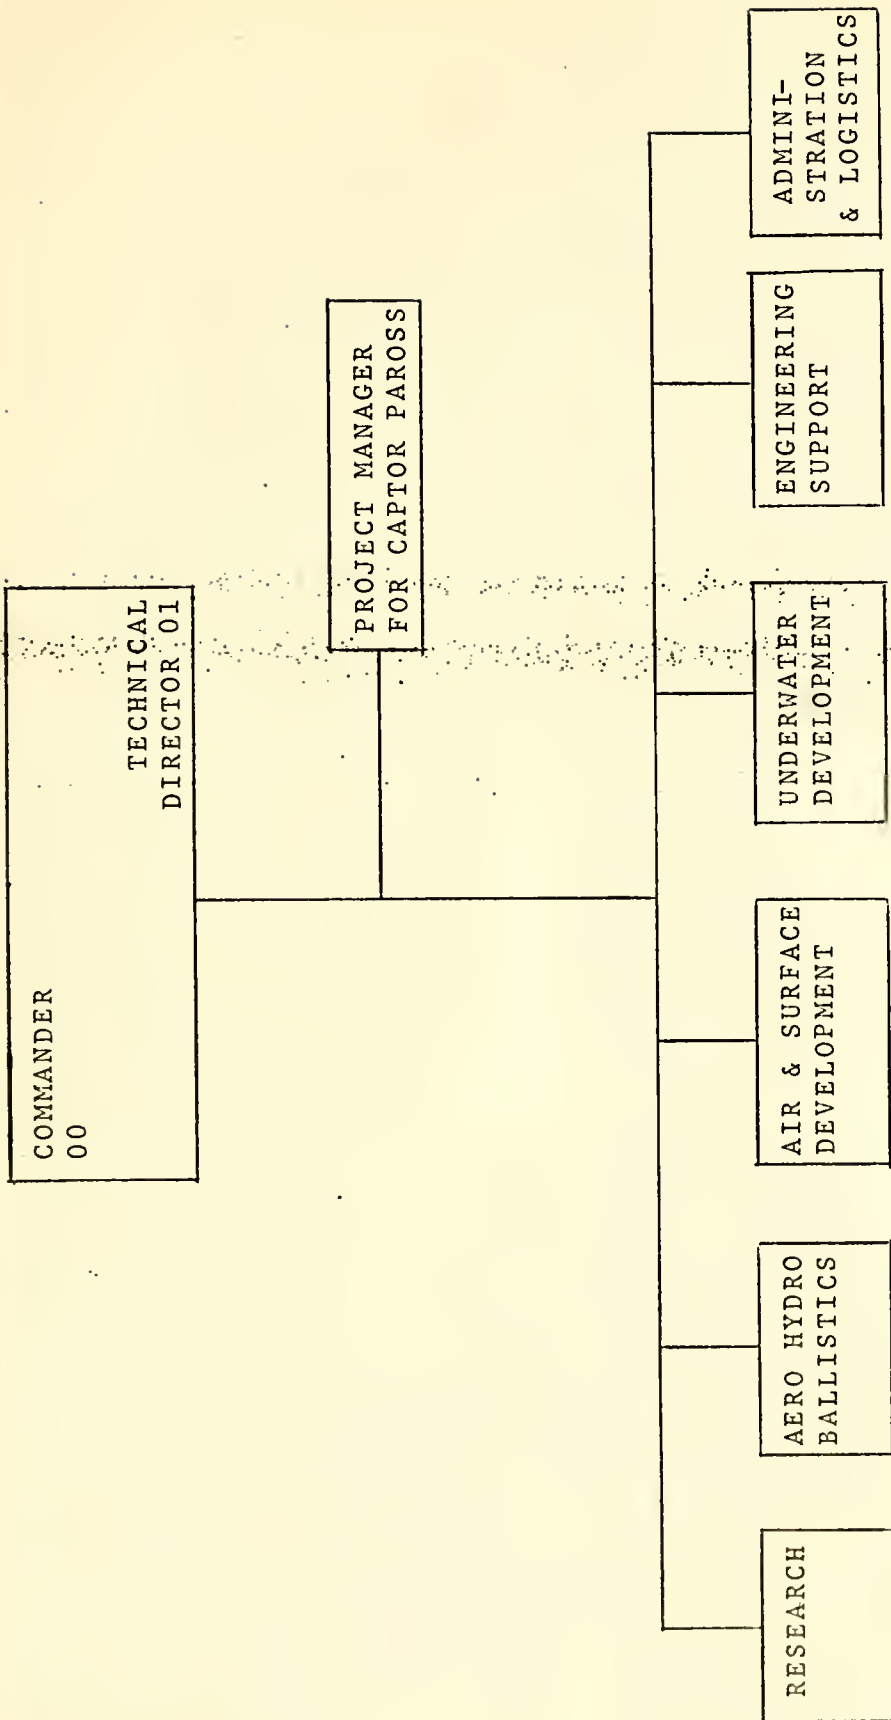 COMMANDER
00
TECHNICAL
DIRECTOR 01
PROJECT MANAGER
FOR CAPTOR PAROSS
RESEARCH
AERO HYDRO
BALLISTICS
AIR & SURFACE
DEVELOPMENT
UNDERWATER
DEVELOPMENT
ENGINEERING
SUPPORT
ADMINI-
STRATION
& LOGISTICS